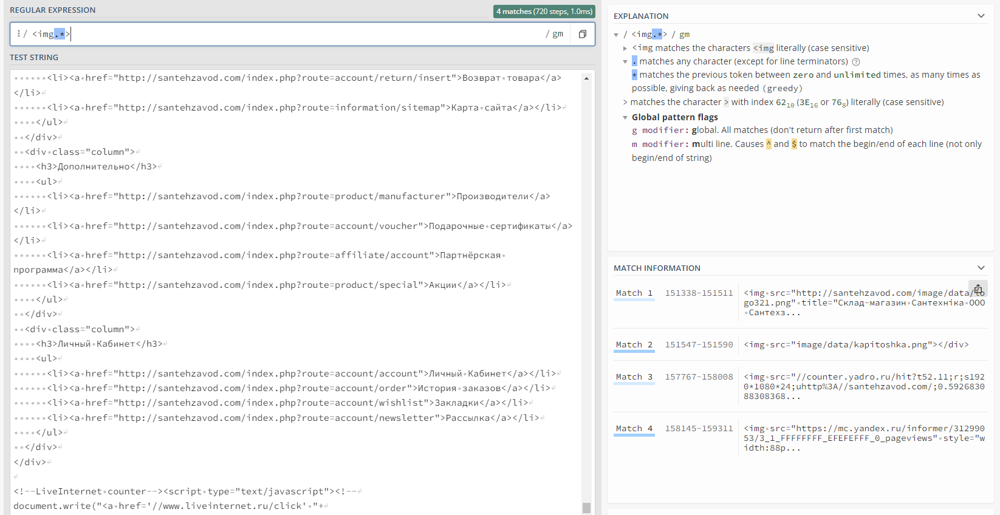 REGULAR EXPRESSION
4 matches (720 steps, 1.0ms)
/ <img.*>
/ gm
TEST STRING
<li><a href="http://santehzavod.com/index.php?route=account/return/insert">Возврат товара</a>
</li>
<li><a href="http://santehzavod.com/index.php?route=information/sitemap">Карта сайта</a></li>
</ul>
</div>
<div class="column">
<h3>Дополнительно</h3>
<ul>
<li><a href="http://santehzavod.com/index.php?route=product/manufacturer">Производители</a>
</li>
<li><a href="http://santehzavod.com/index.php?route=account/voucher">Подарочные сертификаты</a>
</li>
<li><a href="http://santehzavod.com/index.php?route=affiliate/account">Партнёрская
программа</a></li>
<li><a href="http://santehzavod.com/index.php?route=product/special">Акции</a></li>
</ul>
</div>
<div class="column">
<h3>Личный Кабинет</h3>
<ul>
<li><a href="http://santehzavod.com/index.php?route=account/account">Личный Кабинет</a></li>
<li><a href="http://santehzavod.com/index.php?route=account/order">История заказов</a></li>
<li><a href="http://santehzavod.com/index.php?route=account/wishlist">Закладки</a></li>
<li><a href="http://santehzavod.com/index.php?route=account/newsletter">Рассылка</a></li>
</ul>
</div>
</div>
<!--LiveInternet counter--><script type="text/javascript"><!--
document.write("<a href='//www.liveinternet.ru/click' "+
EXPLANATION
/ <img.*> / gm
<img matches the characters <img literally (case sensitive)
. matches any character (except for line terminators)
* matches the previous token between zero and unlimited times, as many times as
possible, giving back as needed (greedy)
> matches the character > with index 62₁₀ (3E₁₆ or 76₈) literally (case sensitive)
Global pattern flags
g modifier: global. All matches (don't return after first match)
m modifier: multi line. Causes ^ and $ to match the begin/end of each line (not only
begin/end of string)
MATCH INFORMATION
Match 1 151338-151511 <img src="http://santehzavod.com/image/data/lo
go321.png" title="Склад-магазин Сантехніка ООО
Сантехз...
Match 2 151547-151590 <img src="image/data/kapitoshka.png"></div>
Match 3 157767-158008 <img src="//counter.yadro.ru/hit?t52.11;r;s192
0*1080*24;uhttp%3A//santehzavod.com/;0.5926830
88308368...
Match 4 158145-159311 <img src="https://mc.yandex.ru/informer/312990
53/3_1_FFFFFFFF_EFEFEFFF_0_pageviews" style="w
idth:88p...